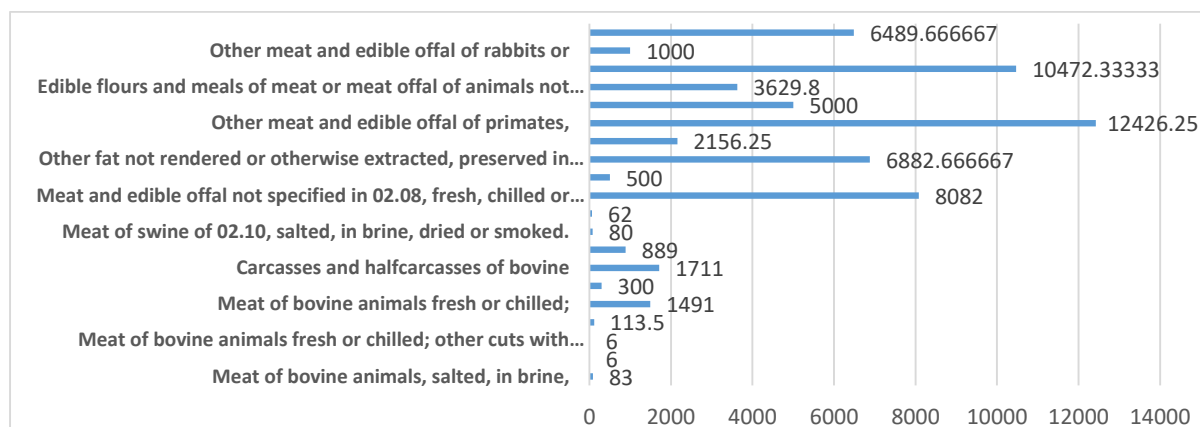 6489.666667
Other meat and edible offal of rabbits or
1000
10472.33333
Edible flours and meals of meat or meat offal of animals not…
3629.8
5000
Other meat and edible offal of primates,
12426.25
2156.25
Other fat not rendered or otherwise extracted, preserved in…
6882.666667
500
Meat and edible offal not specified in 02.08, fresh, chilled or…
8082
62
Meat of swine of 02.10, salted, in brine, dried or smoked.
80
889
Carcasses and halfcarcasses of bovine
1711
300
Meat of bovine animals fresh or chilled;
1491
113.5
Meat of bovine animals fresh or chilled; other cuts with…
6
6
Meat of bovine animals, salted, in brine,
83
0 2000 4000 6000 8000 10000 12000 14000